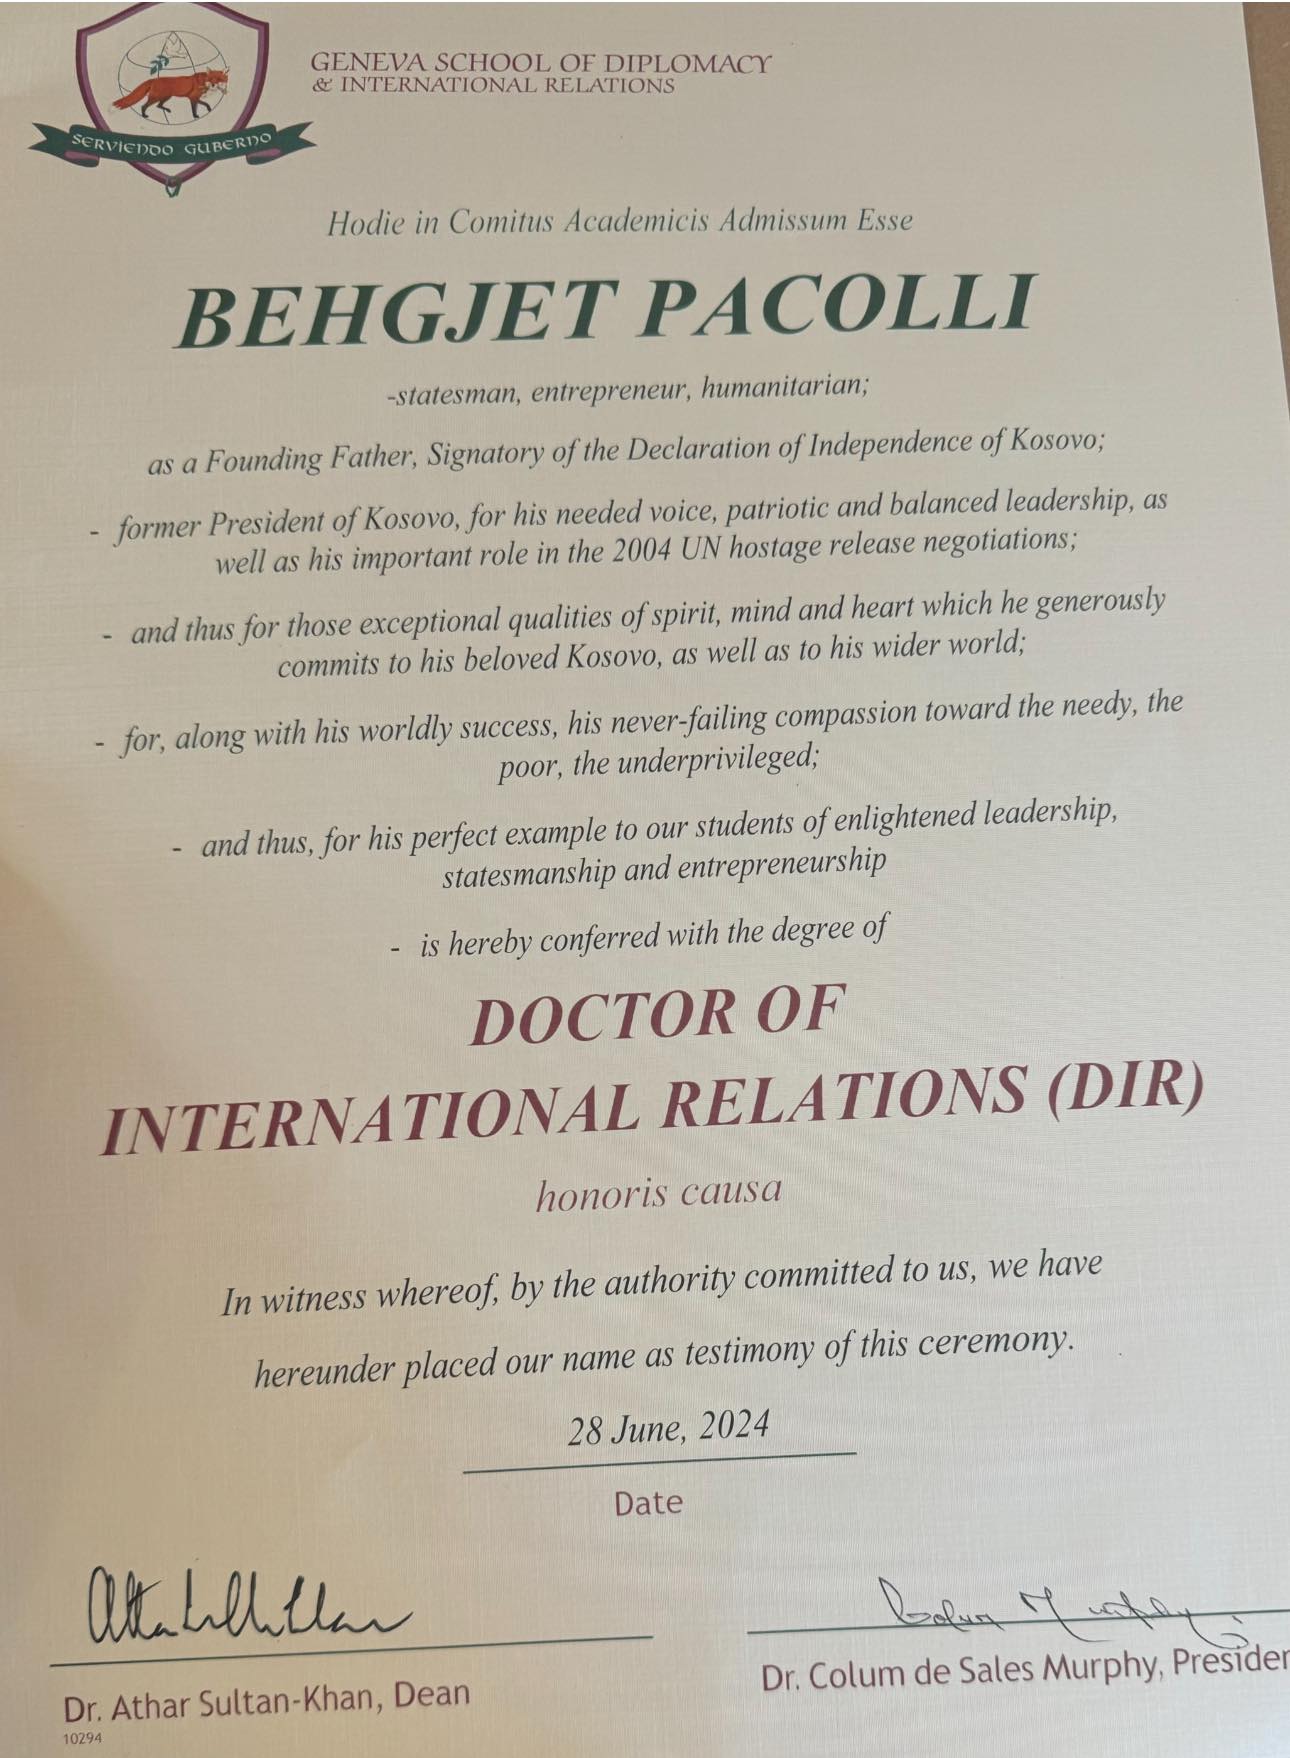 GENEVA SCHOOL OF DIPLOMACY
& INTERNATIONAL RELATIONS
SERVIENDO GUBERNO
Hodie in Comitus Academicis Admissum Esse
BEHGJET PACOLLI
-statesman, entrepreneur, humanitarian;
as a Founding Father, Signatory of the Declaration of Independence of Kosovo;
- former President of Kosovo, for his needed voice, patriotic and balanced leadership, as
well as his important role in the 2004 UN hostage release negotiations;
- and thus for those exceptional qualities of spirit, mind and heart which he generously
commits to his beloved Kosovo, as well as to his wider world;
- for, along with his worldly success, his never-failing compassion toward the needy, the
poor, the underprivileged;
- and thus, for his perfect example to our students of enlightened leadership,
statesmanship and entrepreneurship
- is hereby conferred with the degree of
DOCTOR OF
INTERNATIONAL RELATIONS (DIR)
honoris causa
In witness whereof, by the authority committed to us, we have
hereunder placed our name as testimony of this ceremony.
28 June, 2024
Date
Colum Murphy
Dr. Athar Sultan-Khan, Dean
Dr. Colum de Sales Murphy, Presiden
10294